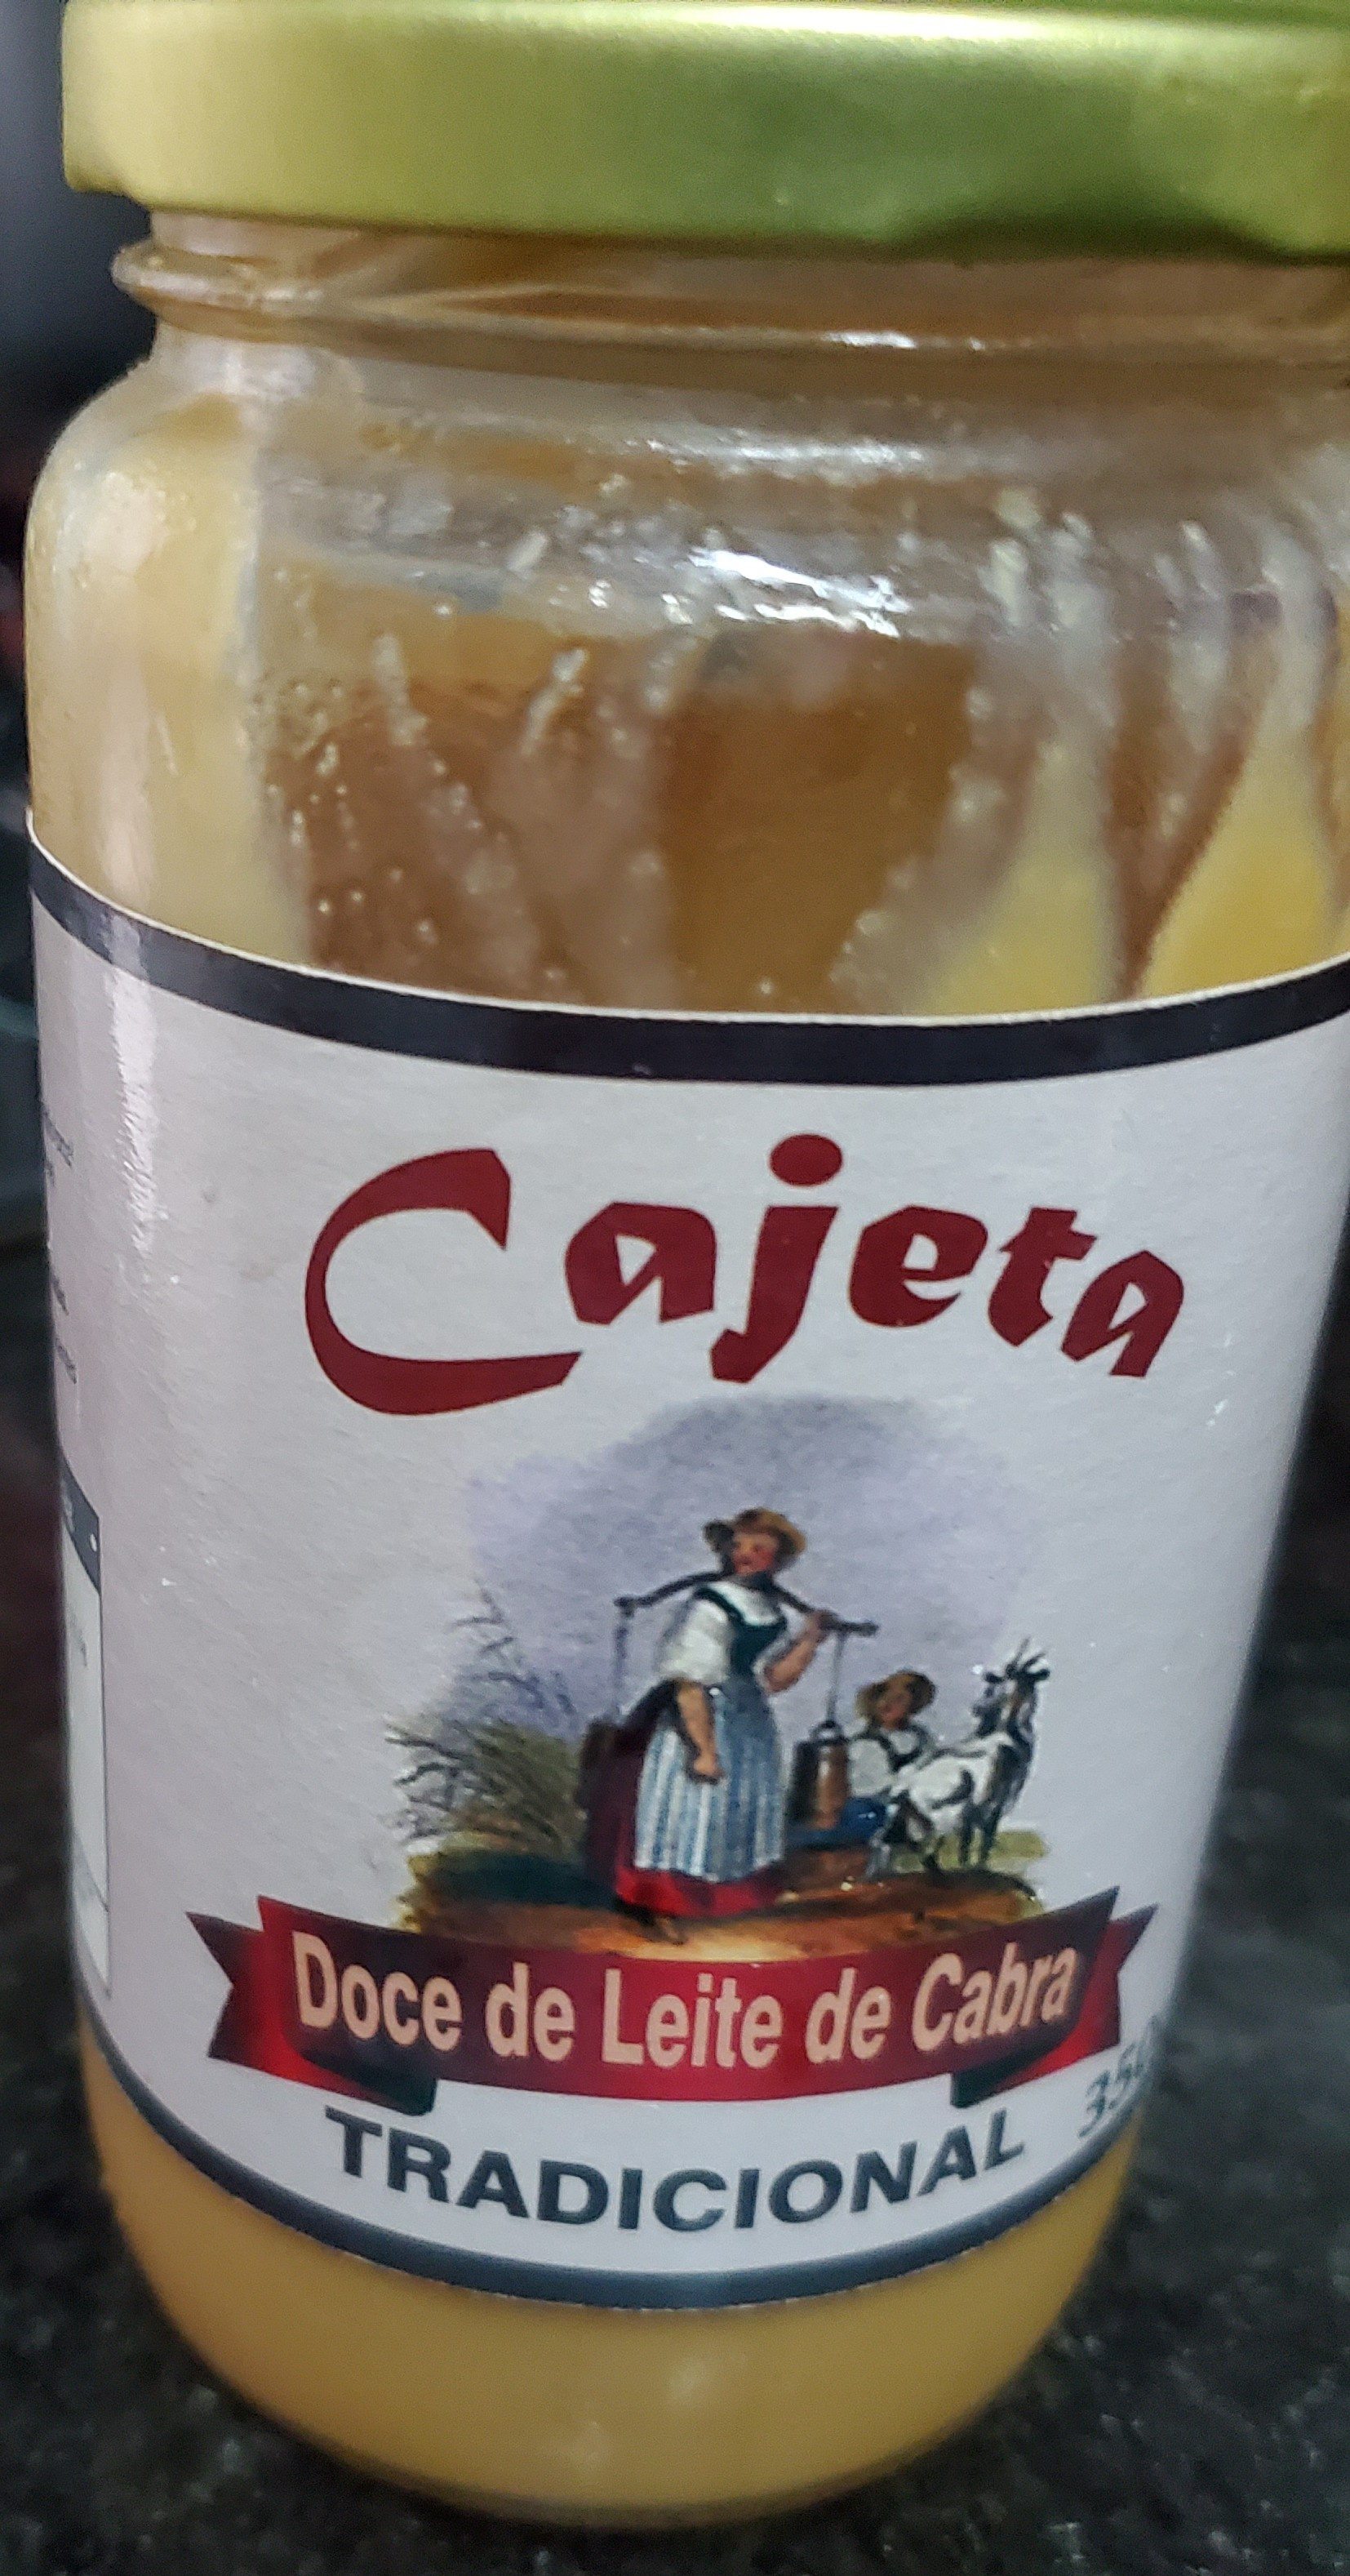 Cajeta
Doce de Leite de Cabra
TRADICIONAL